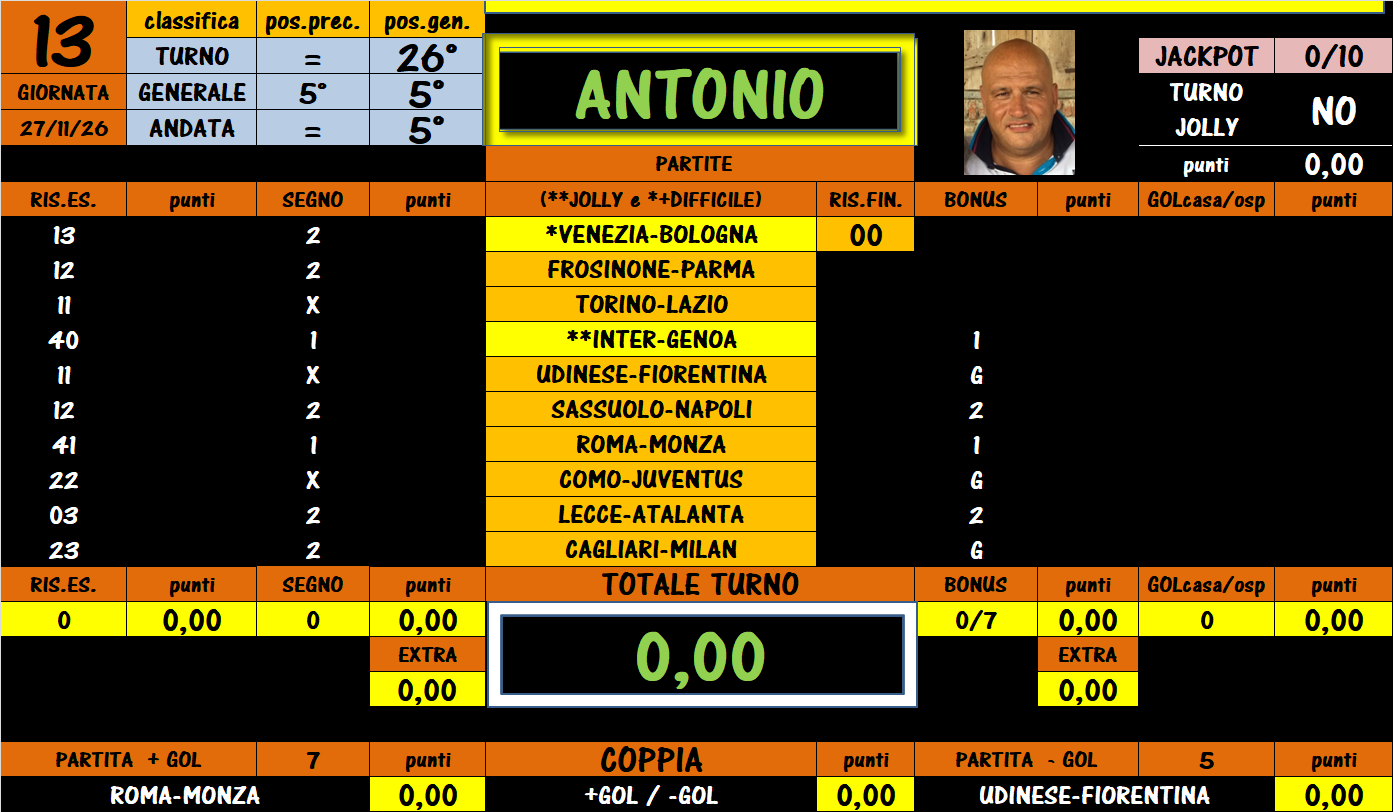 13 classifica pos.prec. pos.gen.
TURNO = 26°
GIORNATA GENERALE 5° 5°
27/11/26 ANDATA = 5°
ANTONIO
JACKPOT 0/10
TURNO JOLLY NO
punti 0,00
PARTITE
RIS.ES. punti SEGNO punti (**JOLLY e *+DIFFICILE) RIS.FIN. BONUS punti GOLcasa/osp punti
13 2 *VENEZIA-BOLOGNA 00
12 2 FROSINONE-PARMA
11 X TORINO-LAZIO
40 1 **INTER-GENOA 1
11 X UDINESE-FIORENTINA G
12 2 SASSUOLO-NAPOLI 2
41 1 ROMA-MONZA 1
22 X COMO-JUVENTUS G
03 2 LECCE-ATALANTA 2
23 2 CAGLIARI-MILAN G
RIS.ES. punti SEGNO punti TOTALE TURNO BONUS punti GOLcasa/osp punti
0 0,00 0 0,00 0,00 0/7 0,00 0 0,00
EXTRA EXTRA
0,00 0,00
PARTITA + GOL 7 punti COPPIA punti PARTITA - GOL 5 punti
ROMA-MONZA 0,00 +GOL / -GOL 0,00 UDINESE-FIORENTINA 0,00